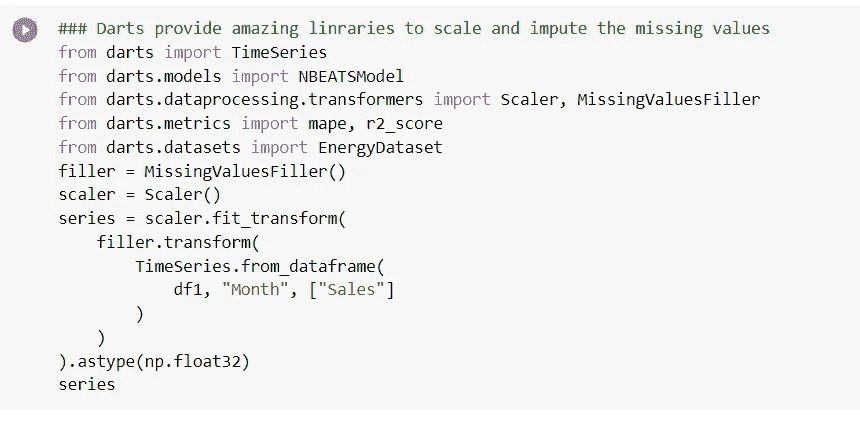 ### Darts provide amazing linraries to scale and impute the missing values
from darts import TimeSeries
from darts.models import NBEATSModel
from darts.dataprocessing.transformers import Scaler, MissingValuesFiller
from darts.metrics import mape, r2_score
from darts.datasets import EnergyDataset
filler = MissingValuesFiller()
scaler = Scaler()
series = scaler.fit_transform(
    filler.transform(
        TimeSeries.from_dataframe(
            df1, "Month", ["Sales"]
        )
    )
).astype(np.float32)
series